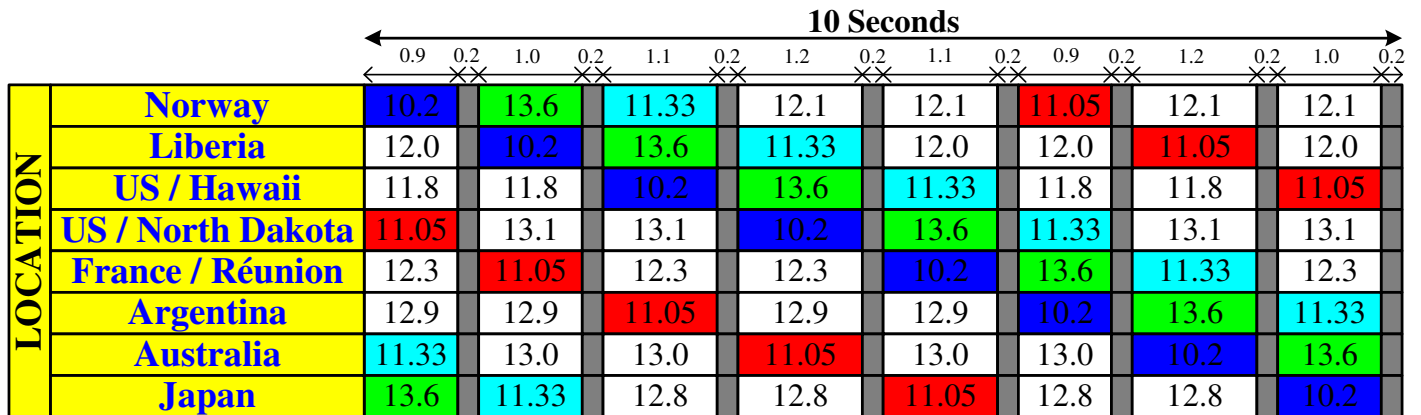 10 Seconds
0.9 0.2 1.0 0.2 1.1 0.2 1.2 0.2 1.1 0.2 0.9 0.2 1.2 0.2 1.0 0.2
LOCATION
Norway 10.2 13.6 11.33 12.1 12.1 11.05 12.1 12.1
Liberia 12.0 10.2 13.6 11.33 12.0 12.0 11.05 12.0
US / Hawaii 11.8 11.8 10.2 13.6 11.33 11.8 11.8 11.05
US / North Dakota 11.05 13.1 13.1 10.2 13.6 11.33 13.1 13.1
France / Réunion 12.3 11.05 12.3 12.3 10.2 13.6 11.33 12.3
Argentina 12.9 12.9 11.05 12.9 12.9 10.2 13.6 11.33
Australia 11.33 13.0 13.0 11.05 13.0 13.0 10.2 13.6
Japan 13.6 11.33 12.8 12.8 11.05 12.8 12.8 10.2